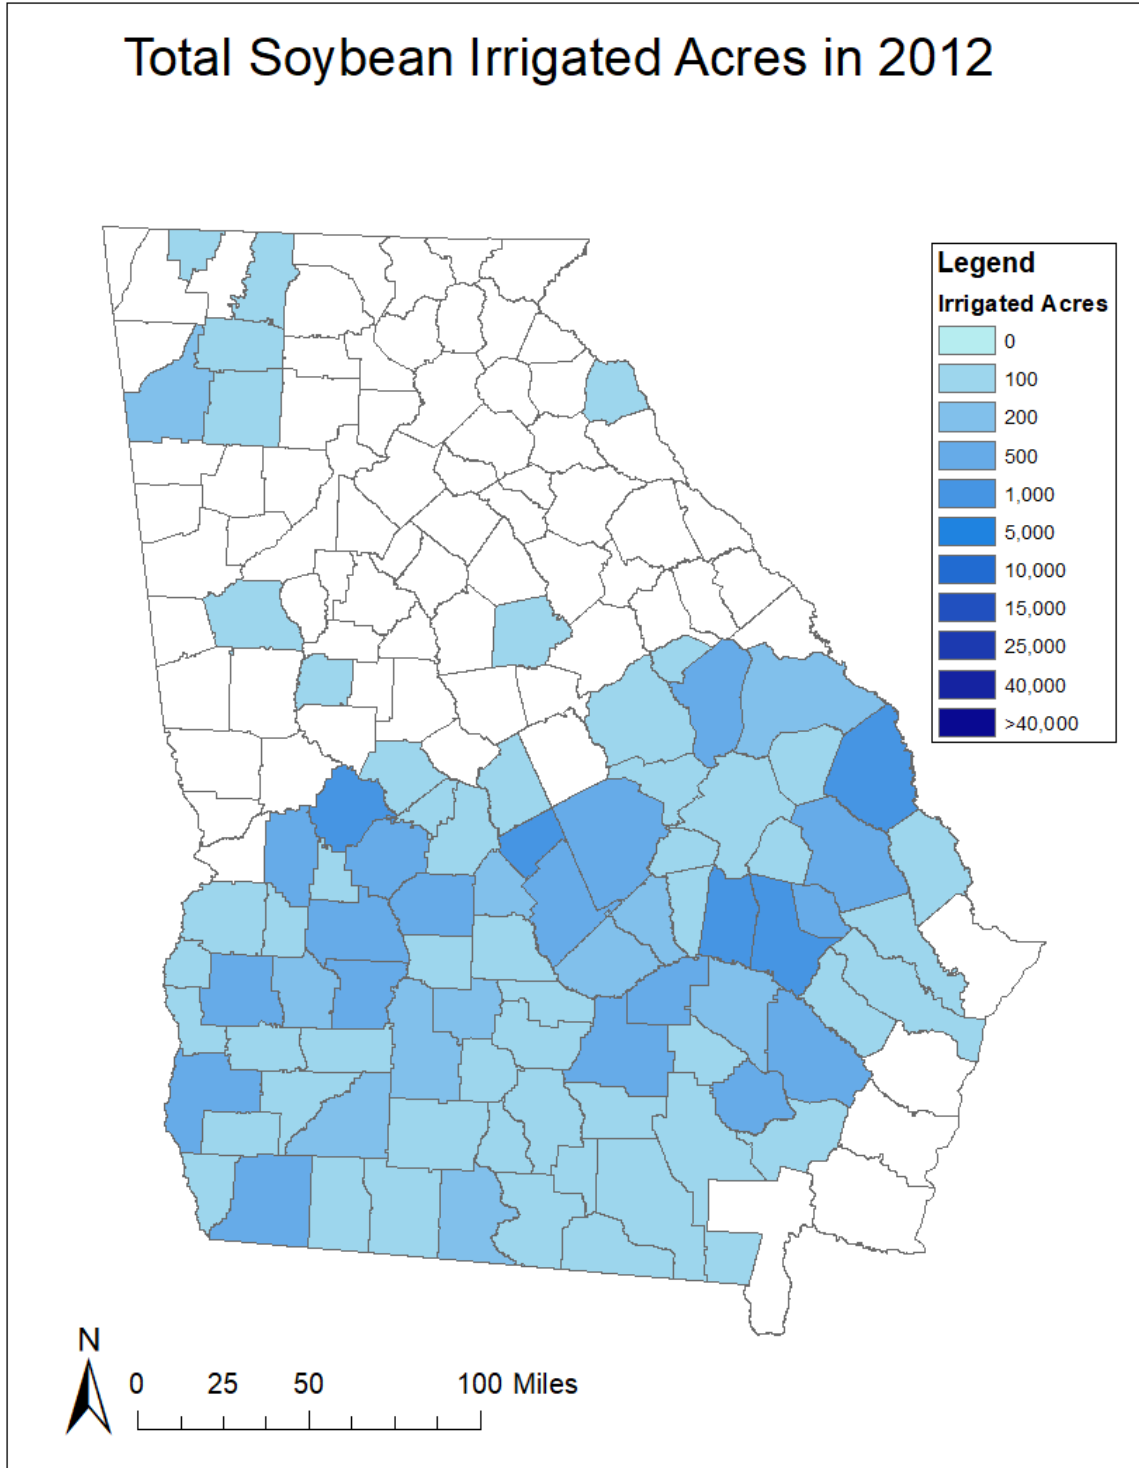 Total Soybean Irrigated Acres in 2012
Legend
Irrigated Acres
0
100
200
500
1,000
5,000
10,000
15,000
25,000
40,000
>40,000
N
0 25 50 100 Miles